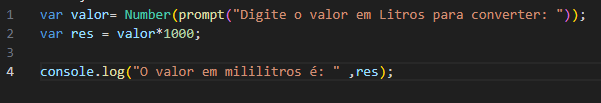 1 var valor= Number(prompt("Digite o valor em Litros para converter: "));
2 var res = valor*1000;
3
4 console.log("O valor em mililitros é: " ,res);